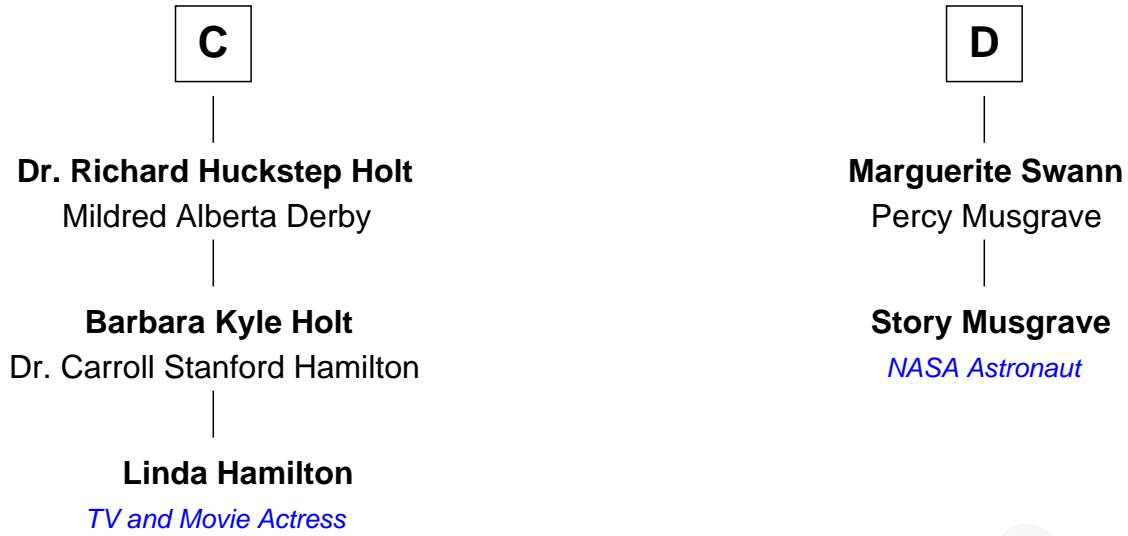 C
Dr. Richard Huckstep Holt
Mildred Alberta Derby
Barbara Kyle Holt
Dr. Carroll Stanford Hamilton
Linda Hamilton
TV and Movie Actress
D
Marguerite Swann
Percy Musgrave
Story Musgrave
NASA Astronaut